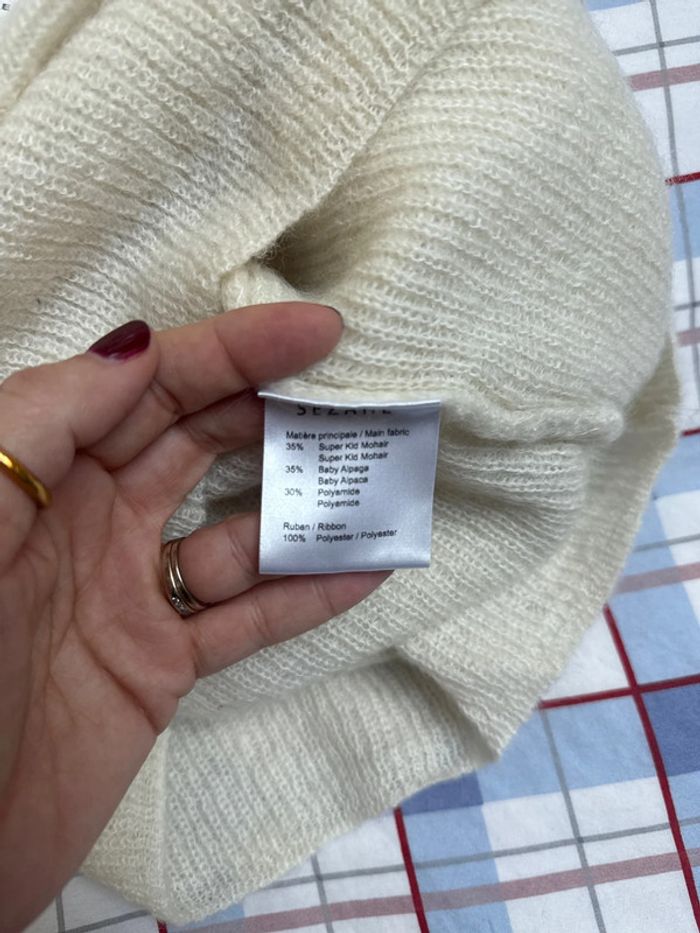 SEZANE
Matière principale / Main fabric
35% Super Kid Mohair
Super Kid Mohair
35% Baby Alpaga
Baby Alpaca
30% Polyamide
Polyamide
Ruban / Ribbon
100% Polyester / Polyester